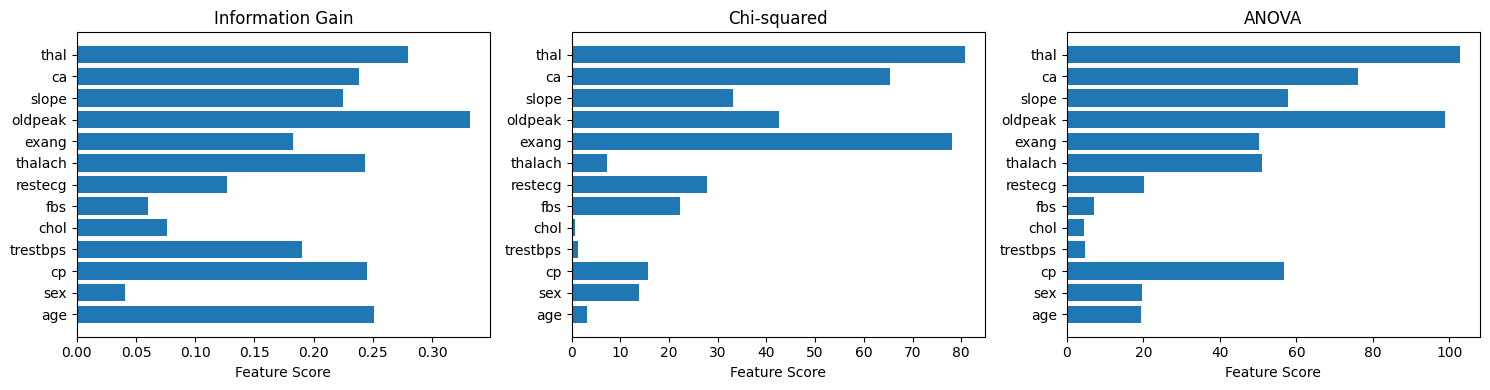 Information Gain
thal
ca
slope
oldpeak
exang
thalach
restecg
fbs
chol
trestbps
cp
sex
age
0.00 0.05 0.10 0.15 0.20 0.25 0.30
Feature Score
Chi-squared
thal
ca
slope
oldpeak
exang
thalach
restecg
fbs
chol
trestbps
cp
sex
age
0 10 20 30 40 50 60 70 80
Feature Score
ANOVA
thal
ca
slope
oldpeak
exang
thalach
restecg
fbs
chol
trestbps
cp
sex
age
0 20 40 60 80 100
Feature Score